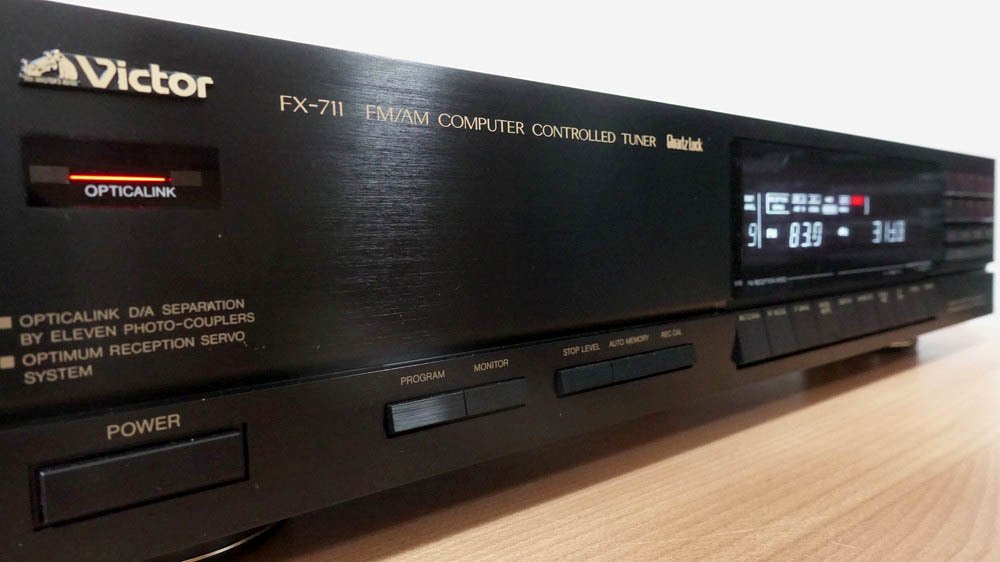 Victor
FX-711 FM/AM COMPUTER CONTROLLED TUNER Quartz Lock
OPTICALINK
OPTICALINK D/A SEPARATION
BY ELEVEN PHOTO-COUPLERS
OPTIMUM RECEPTION SERVO
SYSTEM
POWER
PROGRAM MONITOR
STOP LEVEL AUTO MEMORY REC CAL
9 83.0